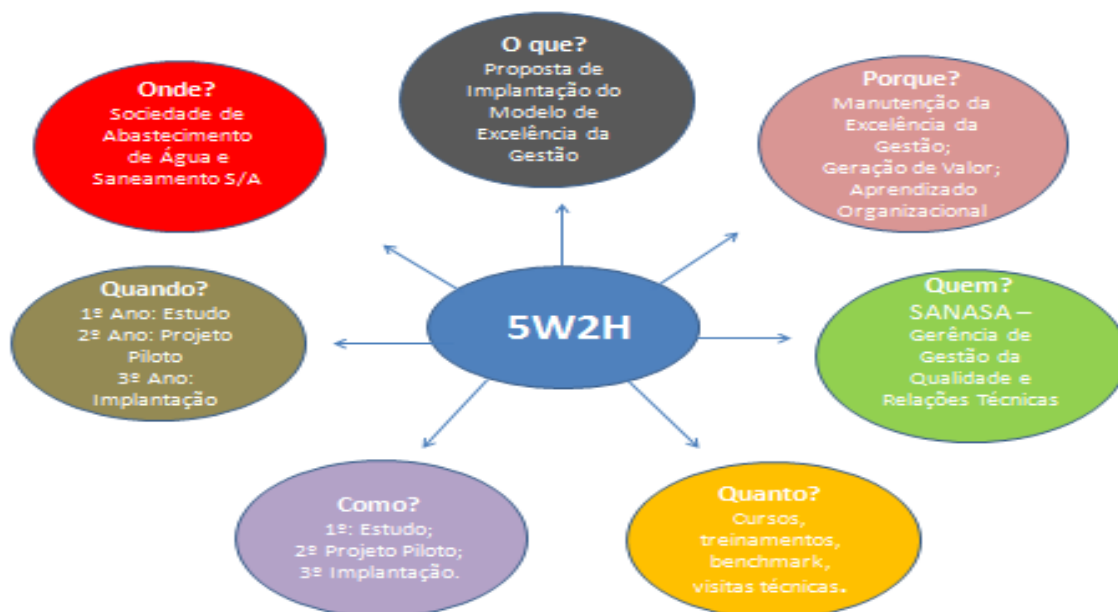 O que?
Proposta de
Implantação do
Modelo de
Excelência da
Gestão
Onde?
Sociedade de
Abastecimento
de Água e
Saneamento S/A
Porque?
Manutenção da
Excelência da
Gestão;
Geração de Valor;
Aprendizado
Organizacional
Quando?
1º Ano: Estudo
2º Ano: Projeto
Piloto
3º Ano:
Implantação
5W2H
Quem?
SANASA –
Gerência de
Gestão da
Qualidade e
Relações Técnicas
Como?
1º: Estudo;
2º Projeto Piloto;
3º Implantação.
Quanto?
Cursos,
treinamentos,
benchmark,
visitas técnicas.